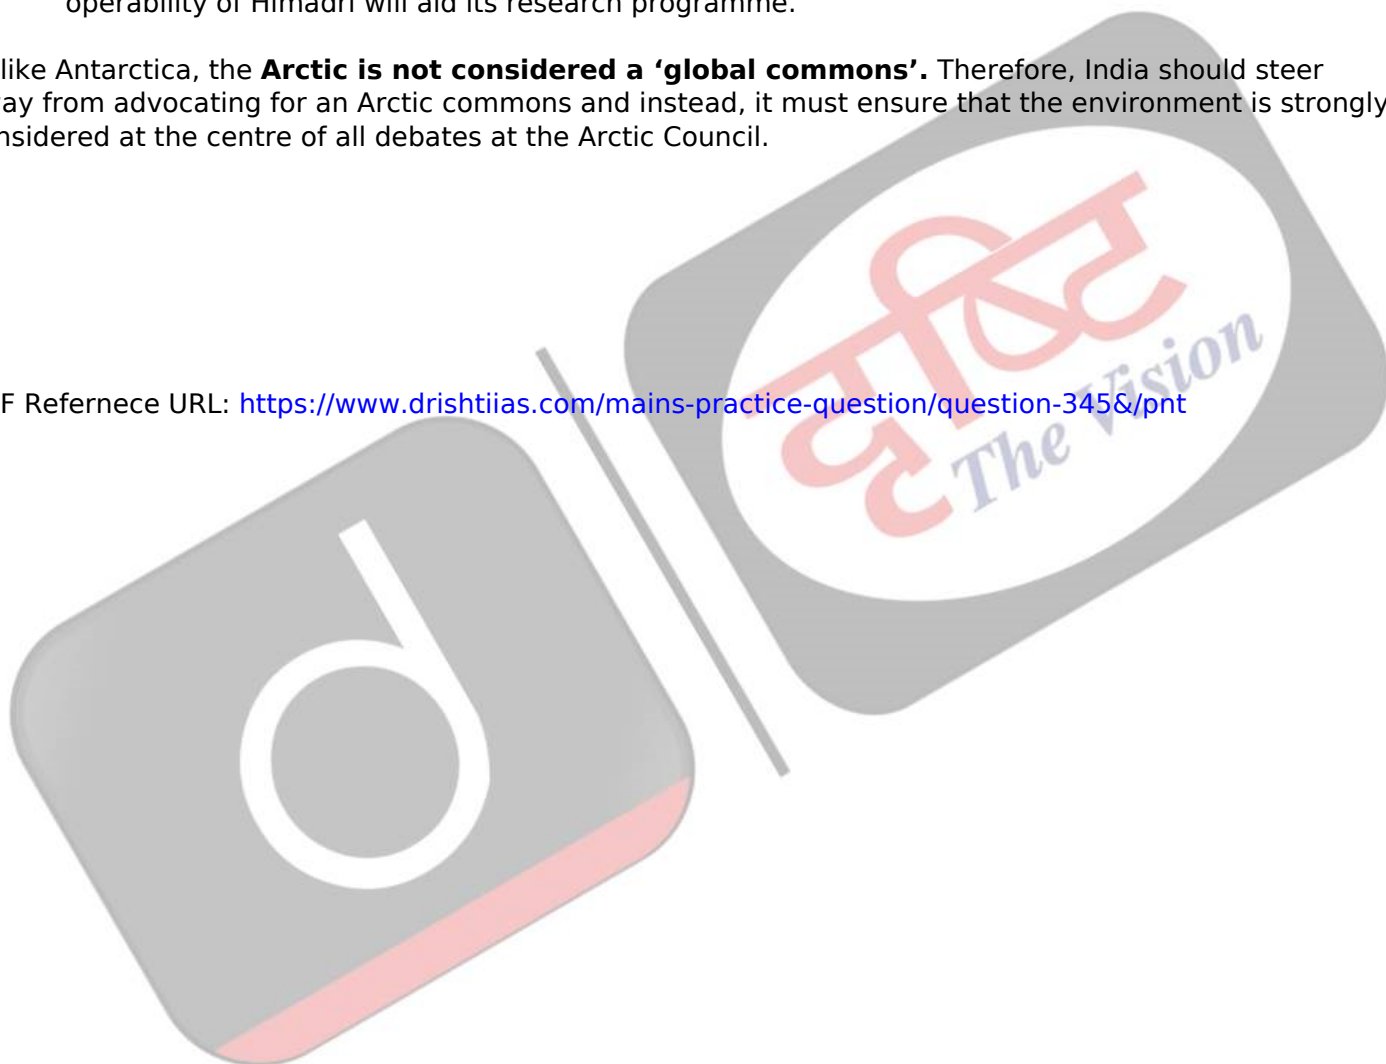 operability of Himadri will aid its research programme.
like Antarctica, the Arctic is not considered a ‘global commons’. Therefore, India should steer
ay from advocating for an Arctic commons and instead, it must ensure that the environment is strongly
nsidered at the centre of all debates at the Arctic Council.
F Refernece URL: https://www.drishtiias.com/mains-practice-question/question-345&/pnt
दृष्टि
The Vision
d